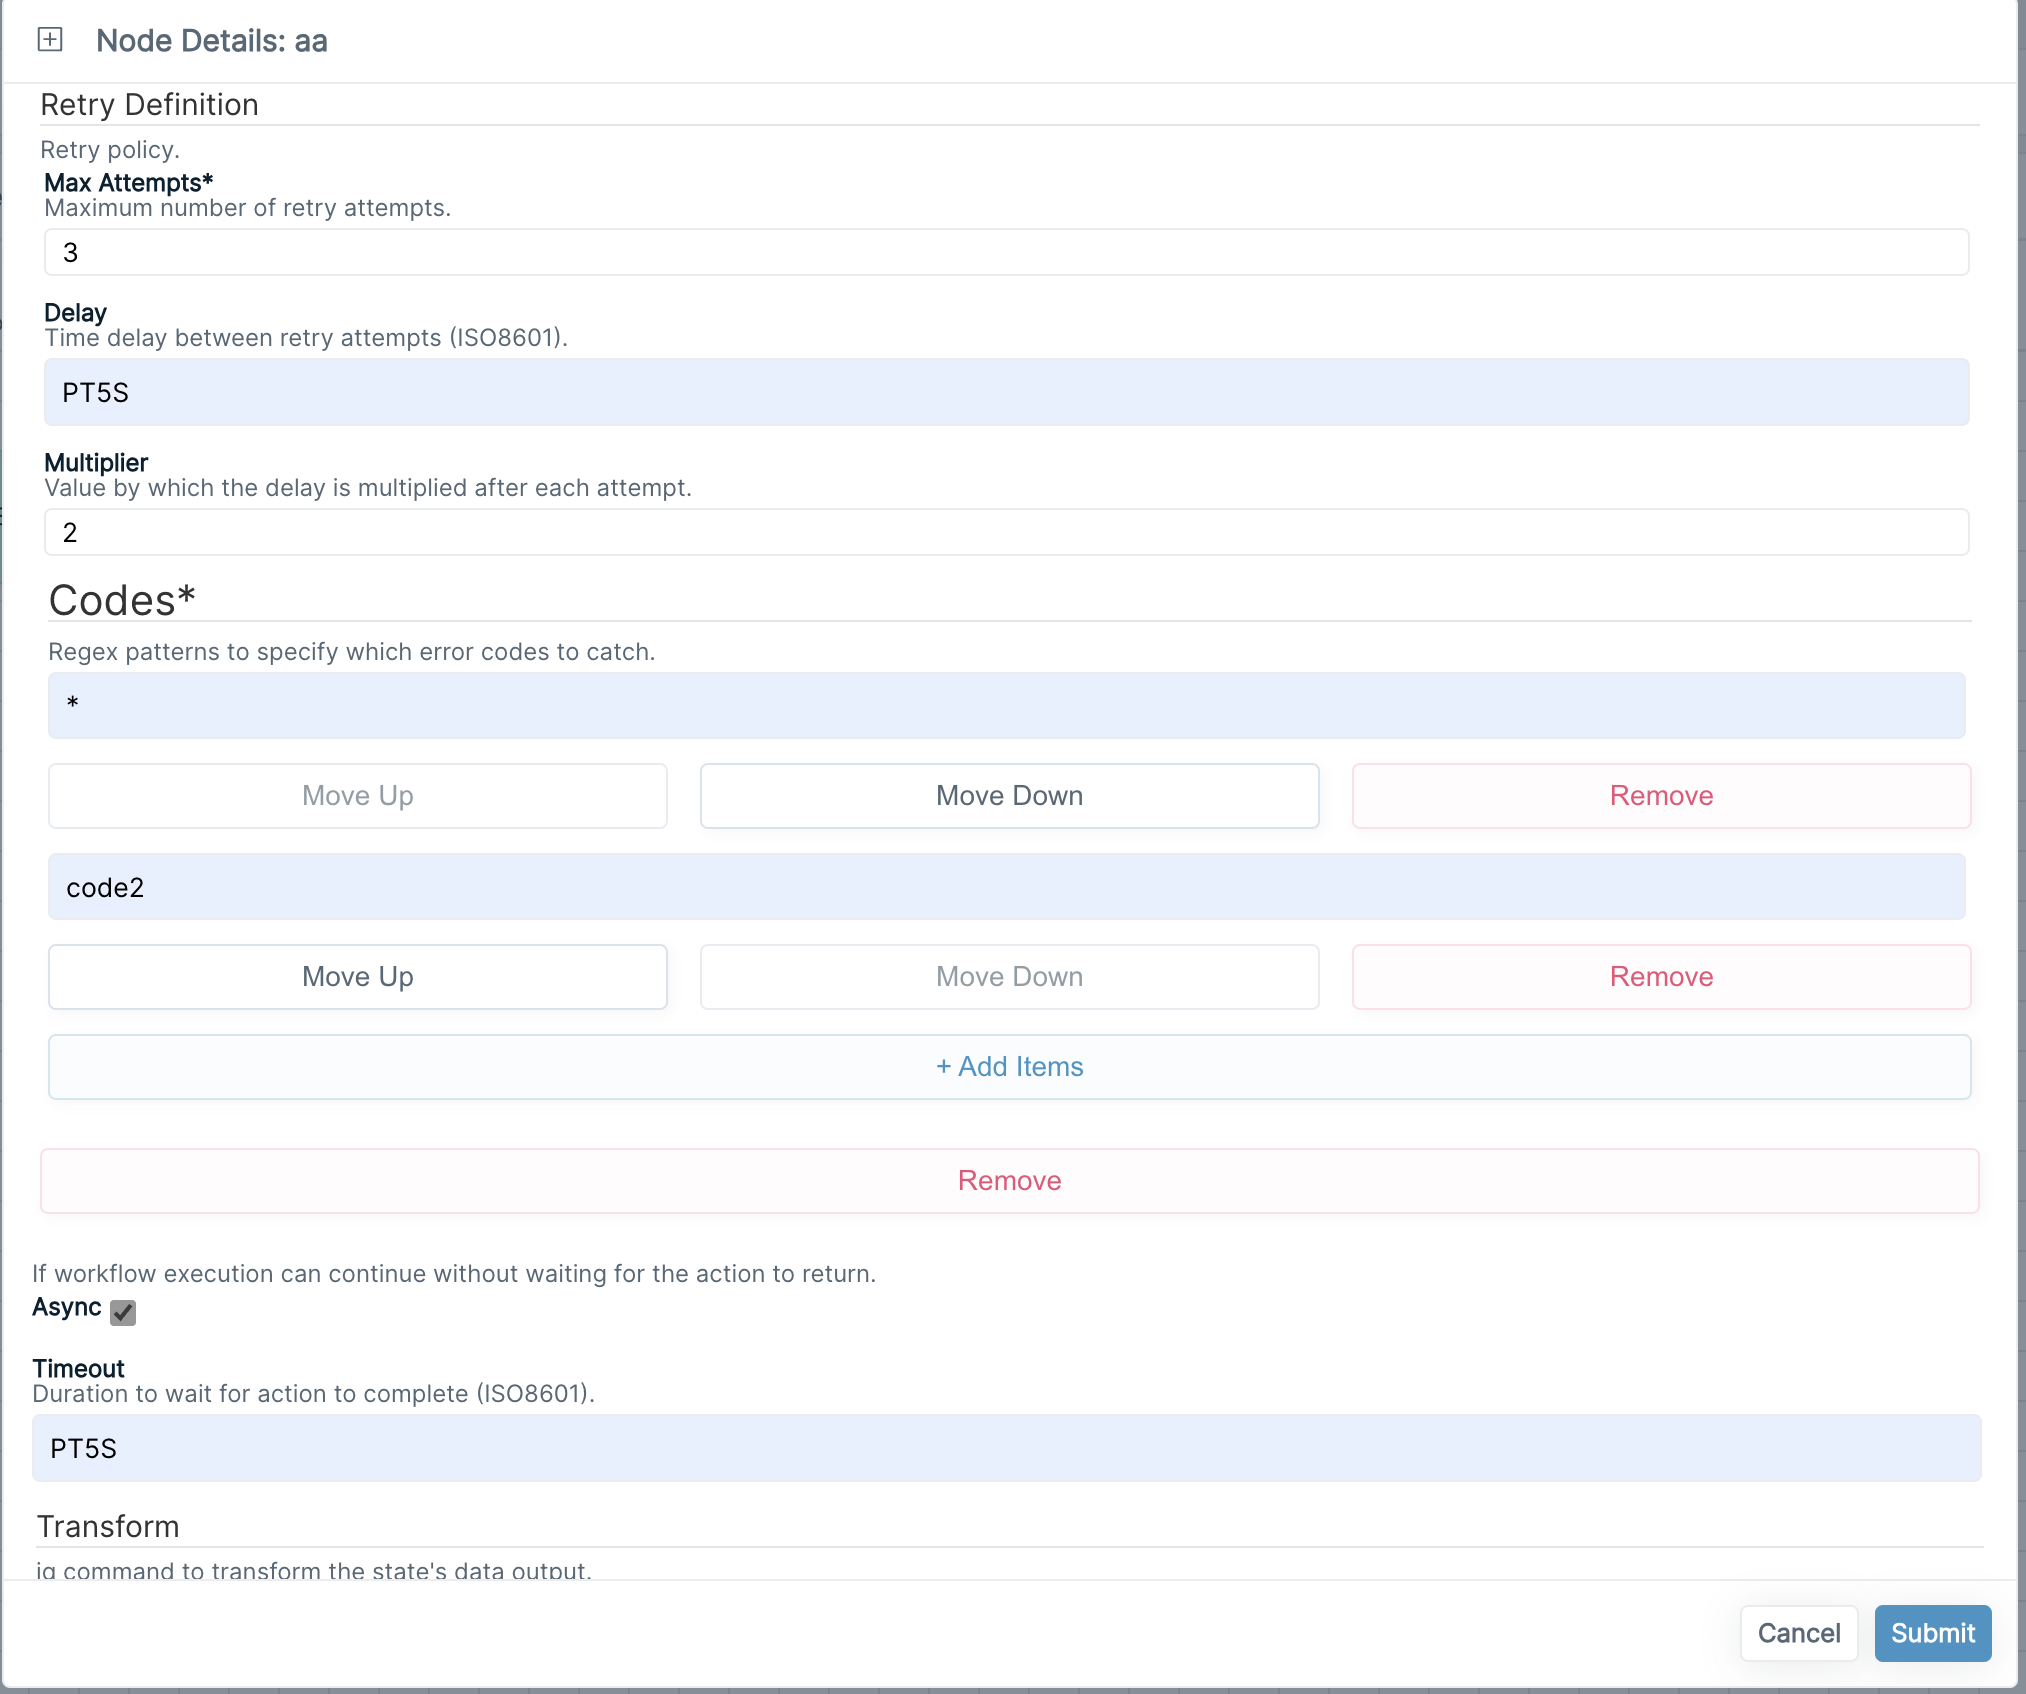 Node Details: aa
Retry Definition
Retry policy.
Max Attempts*
Maximum number of retry attempts.
3
Delay
Time delay between retry attempts (ISO8601).
PT5S
Multiplier
Value by which the delay is multiplied after each attempt.
2
Codes*
Regex patterns to specify which error codes to catch.
*
Move Up Move Down Remove
code2
Move Up Move Down Remove
+ Add Items
Remove
If workflow execution can continue without waiting for the action to return.
Async
Timeout
Duration to wait for action to complete (ISO8601).
PT5S
Transform
jq command to transform the state's data output.
Cancel Submit